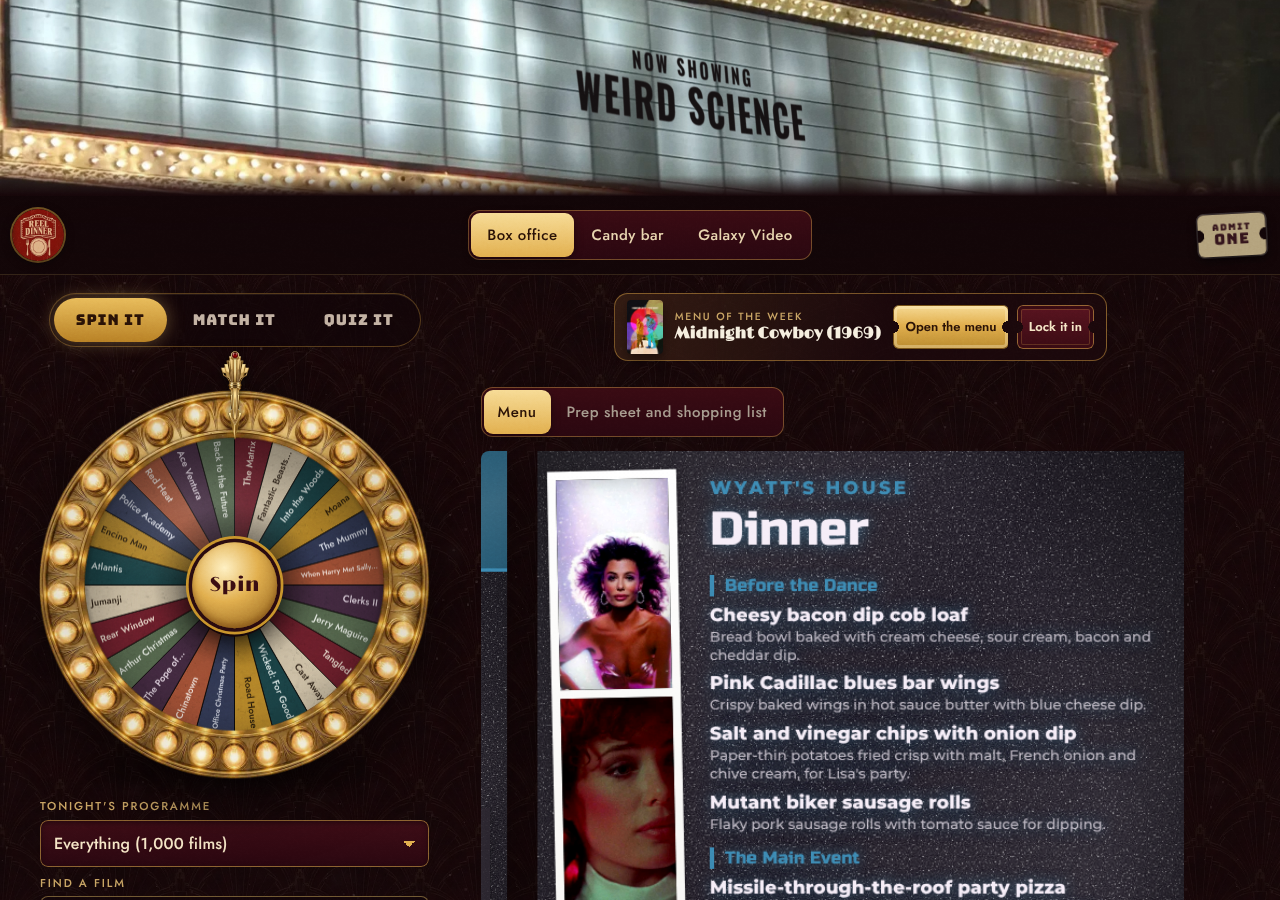 NOW SHOWING
WEIRD SCIENCE
REEL
DINNER
Box office
Candy bar
Galaxy Video
ADMIT
ONE
SPIN IT
MATCH IT
QUIZ IT
MENU OF THE WEEK
Midnight Cowboy (1969)
Open the menu
Lock it in
Menu
Prep sheet and shopping list
The Matrix
Fantastic Beasts...
Into the Woods
Moana
The Mummy
When Harry Met Sally...
Clerks II
Jerry Maguire
Tangled
Cast Away
Wicked: For Good
Road House
Office Christmas Party
Chinatown
The Pope of...
Arthur Christmas
Rear Window
Jumanji
Atlantis
Encino Man
Police Academy
Red Heat
Ace Ventura
Back to the Future
Spin
TONIGHT'S PROGRAMME
Everything (1,000 films)
FIND A FILM
WYATT'S HOUSE
Dinner
Before the Dance
Cheesy bacon dip cob loaf
Bread bowl baked with cream cheese, sour cream, bacon and
cheddar dip.
Pink Cadillac blues bar wings
Crispy baked wings in hot sauce butter with blue cheese dip.
Salt and vinegar chips with onion dip
Paper-thin potatoes fried crisp with malt, French onion and
chive cream, for Lisa's party.
Mutant biker sausage rolls
Flaky pork sausage rolls with tomato sauce for dipping.
The Main Event
Missile-through-the-roof party pizza